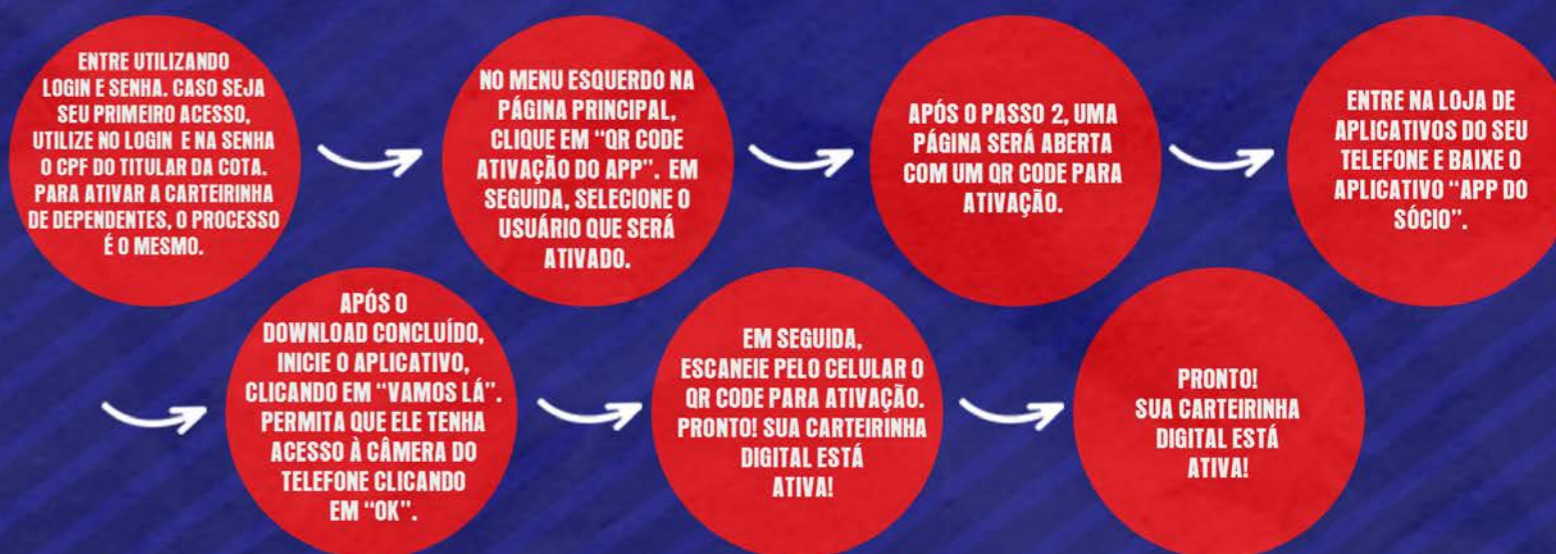 ENTRE UTILIZANDO
LOGIN E SENHA. CASO SEJA
SEU PRIMEIRO ACESSO,
UTILIZE NO LOGIN E NA SENHA
O CPF DO TITULAR DA COTA.
PARA ATIVAR A CARTEIRINHA
DE DEPENDENTES, O PROCESSO
É O MESMO.
NO MENU ESQUERDO NA
PÁGINA PRINCIPAL,
CLIQUE EM “QR CODE
ATIVAÇÃO DO APP”. EM
SEGUIDA, SELECIONE O
USUÁRIO QUE SERÁ
ATIVADO.
APÓS O PASSO 2, UMA
PÁGINA SERÁ ABERTA
COM UM QR CODE PARA
ATIVAÇÃO.
ENTRE NA LOJA DE
APLICATIVOS DO SEU
TELEFONE E BAIXE O
APLICATIVO “APP DO
SÓCIO”.
APÓS O
DOWNLOAD CONCLUÍDO,
INICIE O APLICATIVO,
CLICANDO EM “VAMOS LÁ”.
PERMITA QUE ELE TENHA
ACESSO À CÂMERA DO
TELEFONE CLICANDO
EM “OK”.
EM SEGUIDA,
ESCANEIE PELO CELULAR O
QR CODE PARA ATIVAÇÃO.
PRONTO! SUA CARTEIRINHA
DIGITAL ESTÁ
ATIVA!
PRONTO!
SUA CARTEIRINHA
DIGITAL ESTÁ
ATIVA!